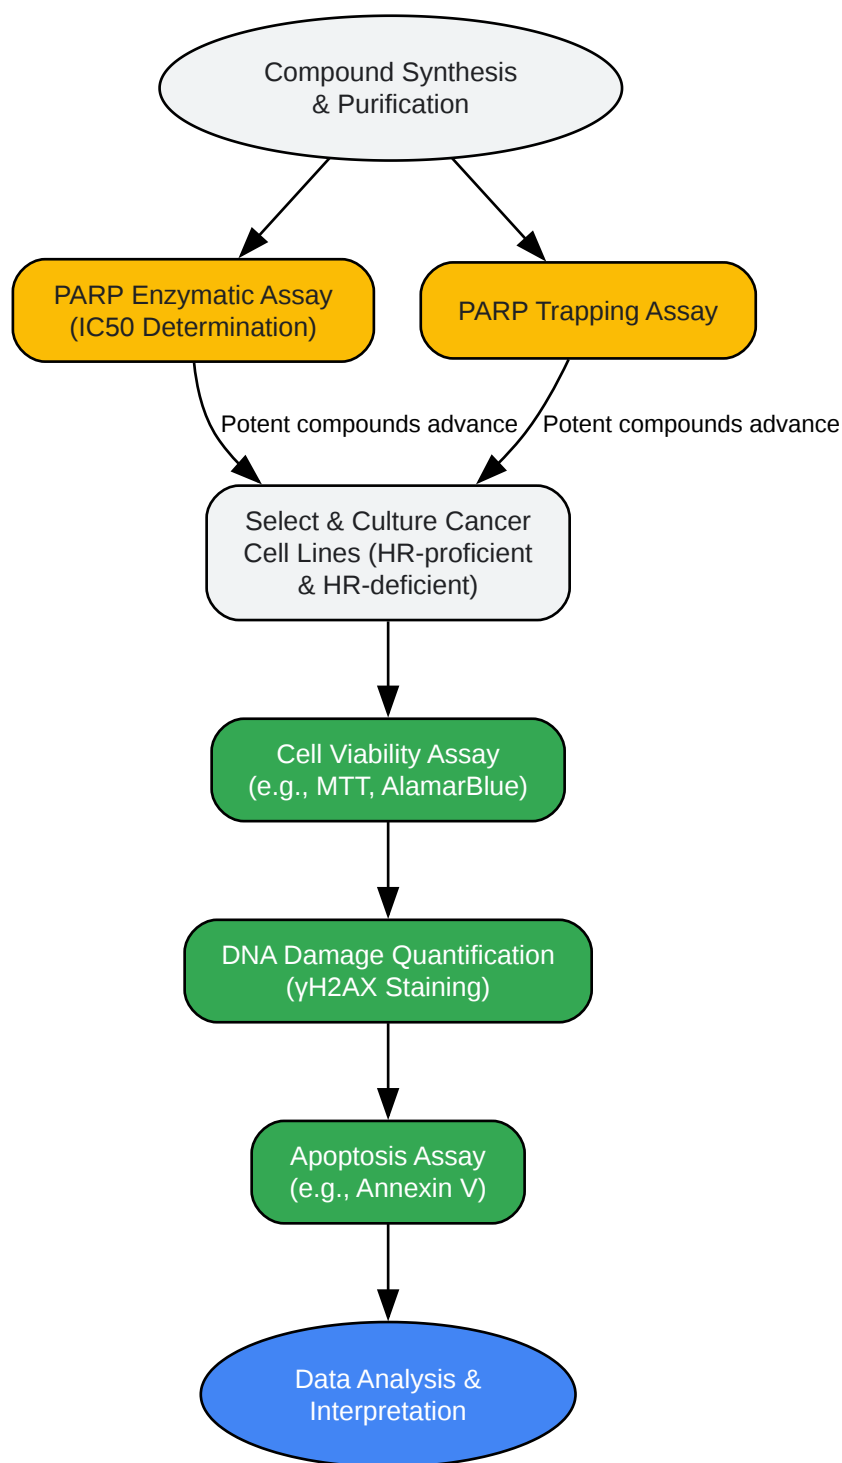 Compound Synthesis
& Purification
PARP Enzymatic Assay
(IC50 Determination)
PARP Trapping Assay
Potent compounds advance
Potent compounds advance
Select & Culture Cancer
Cell Lines (HR-proficient
& HR-deficient)
Cell Viability Assay
(e.g., MTT, AlamarBlue)
DNA Damage Quantification
(γH2AX Staining)
Apoptosis Assay
(e.g., Annexin V)
Data Analysis &
Interpretation